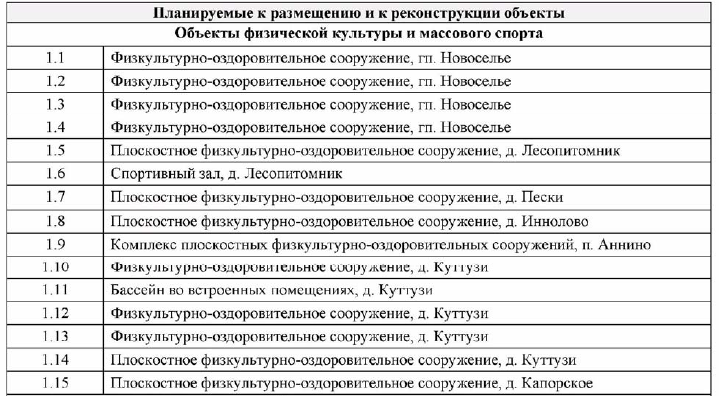 Планируемые к размещению и к реконструкции объекты
Объекты физической культуры и массового спорта
1.1 Физкультурно-оздоровительное сооружение, гп. Новоселье
1.2 Физкультурно-оздоровительное сооружение, гп. Новоселье
1.3 Физкультурно-оздоровительное сооружение, гп. Новоселье
1.4 Физкультурно-оздоровительное сооружение, гп. Новоселье
1.5 Плоскостное физкультурно-оздоровительное сооружение, д. Лесопитомник
1.6 Спортивный зал, д. Лесопитомник
1.7 Плоскостное физкультурно-оздоровительное сооружение, д. Пески
1.8 Плоскостное физкультурно-оздоровительное сооружение, д. Иннолово
1.9 Комплекс плоскостных физкультурно-оздоровительных сооружений, п. Аннино
1.10 Физкультурно-оздоровительное сооружение, д. Куттузи
1.11 Бассейн во встроенных помещениях, д. Куттузи
1.12 Физкультурно-оздоровительное сооружение, д. Куттузи
1.13 Физкультурно-оздоровительное сооружение, д. Куттузи
1.14 Плоскостное физкультурно-оздоровительное сооружение, д. Куттузи
1.15 Плоскостное физкультурно-оздоровительное сооружение, д. Капорское